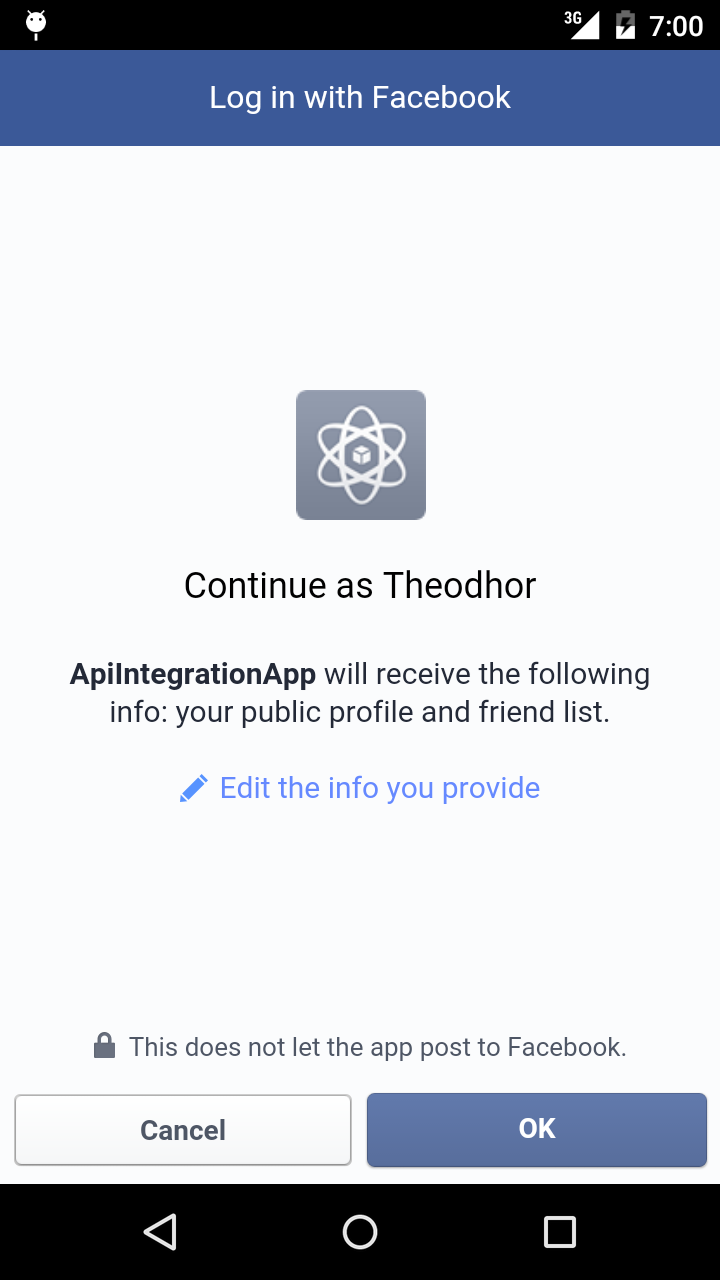 3G 7:00
Log in with Facebook
Continue as Theodhor
ApiIntegrationApp will receive the following
info: your public profile and friend list.
Edit the info you provide
This does not let the app post to Facebook.
Cancel OK